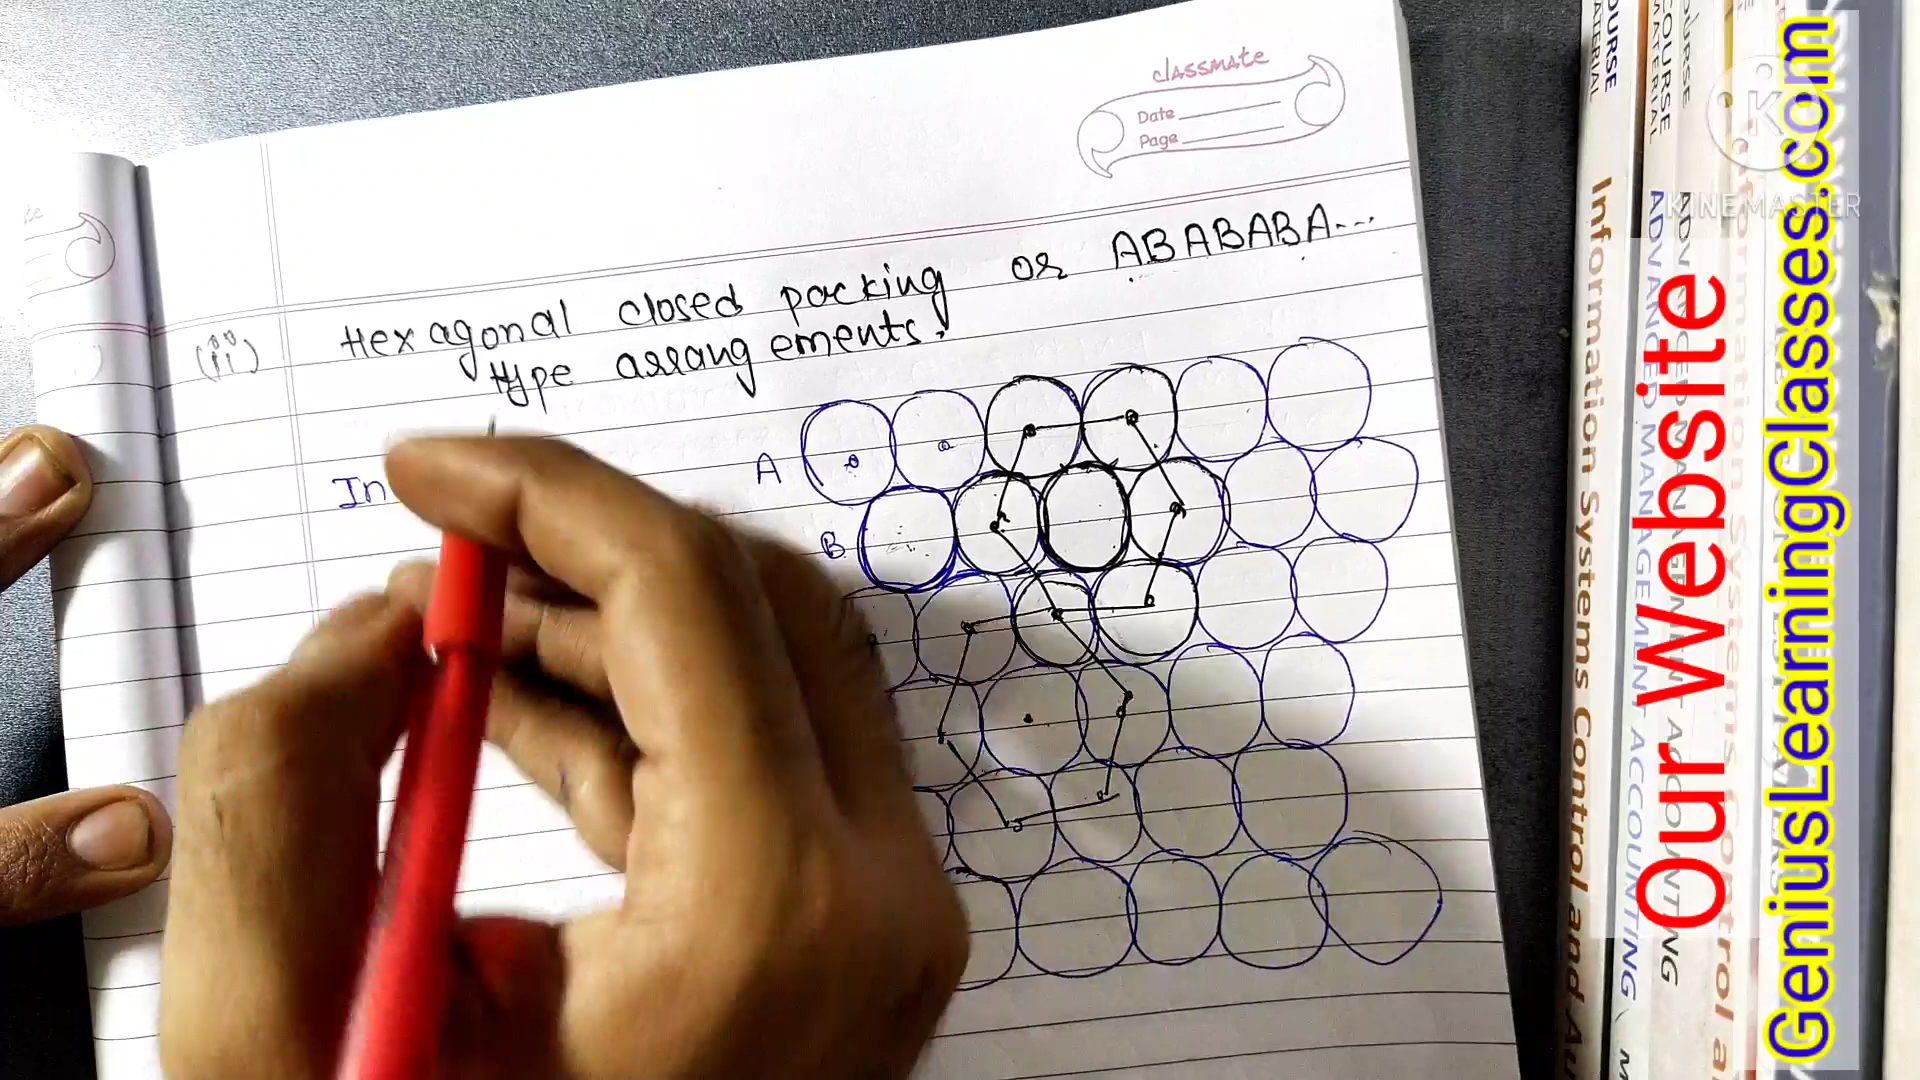 classmate
Date
Page
(ii) Hexagonal closed packing or ABABABA...
type arrangements.
A
In
B
Our Website
GeniusLearningClasses.com
KINEMASTER
K
COURSE
MATERIAL
ADVANCED MANAGEMENT ACCOUNTING
Information Systems Control and